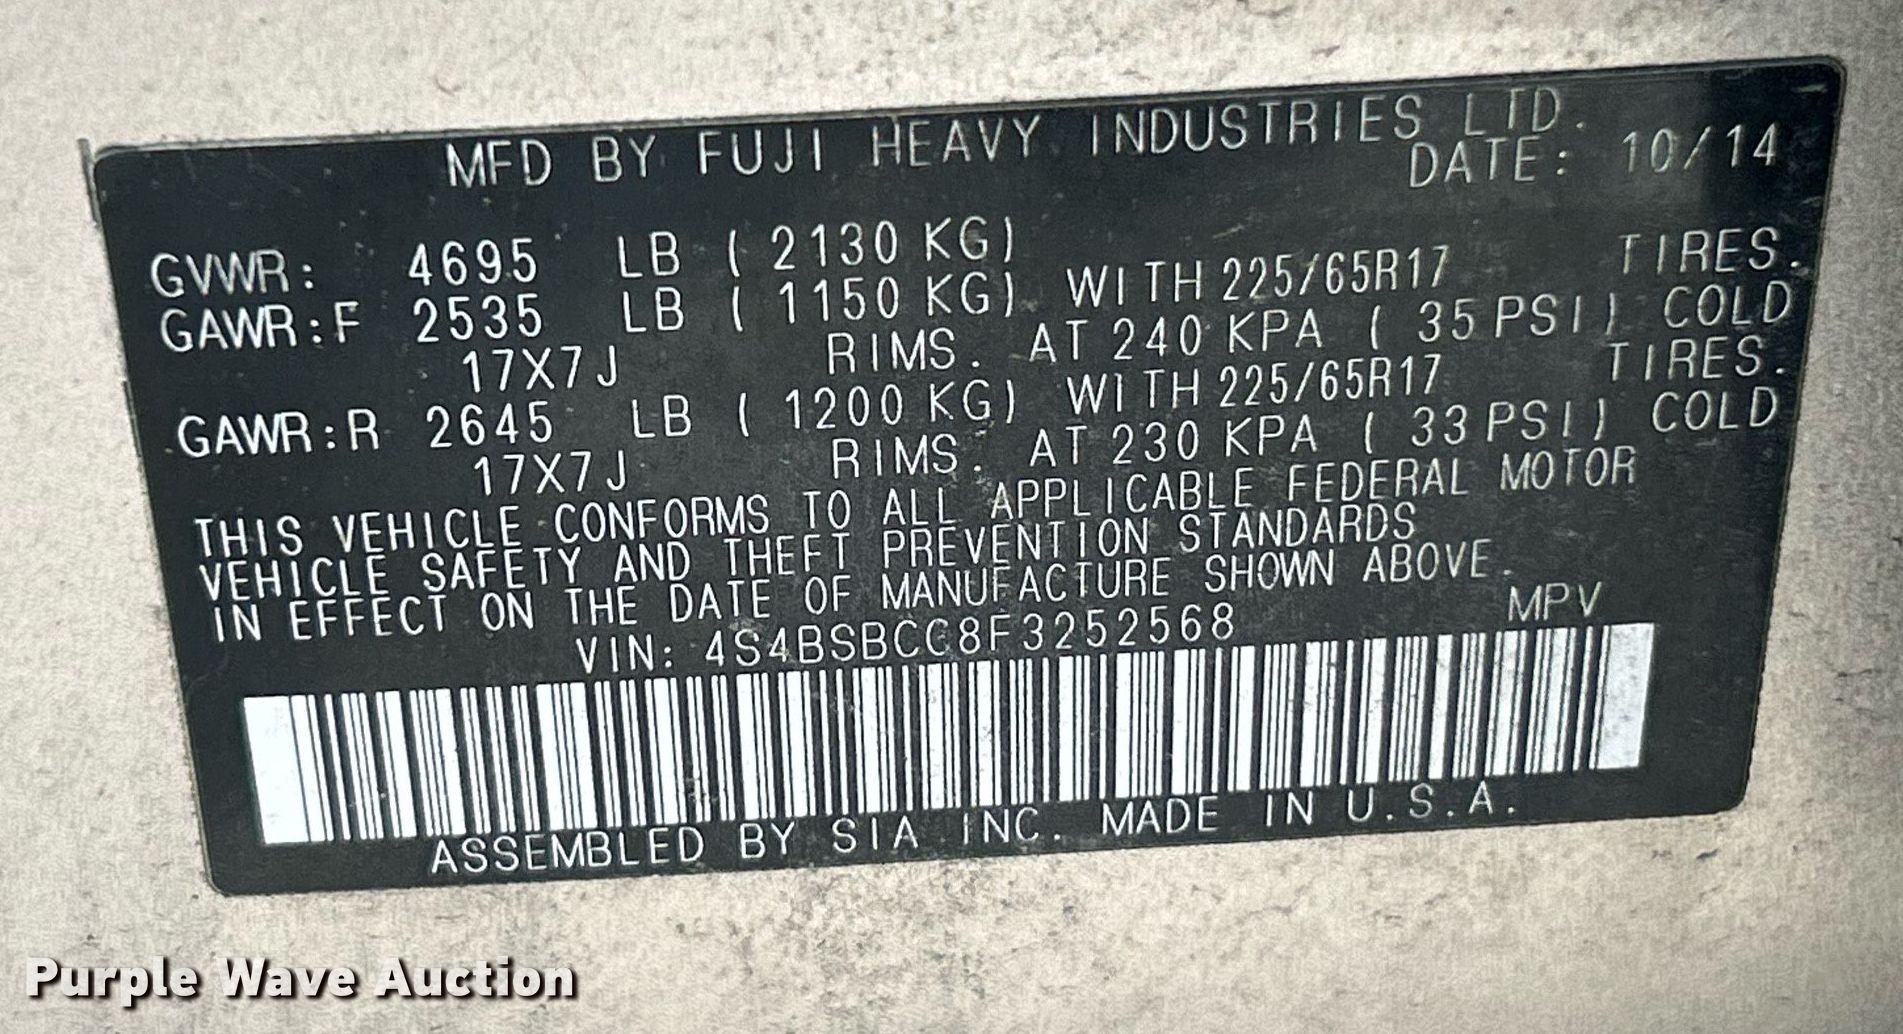 MFD BY FUJI HEAVY INDUSTRIES LTD.
DATE: 10/14
GVWR: 4695 LB ( 2130 KG)
GAWR:F 2535 LB ( 1150 KG) WITH 225/65R17 TIRES.
17X7J RIMS. AT 240 KPA ( 35 PSI) COLD
GAWR:R 2645 LB ( 1200 KG) WITH 225/65R17 TIRES.
17X7J RIMS. AT 230 KPA ( 33 PSI) COLD
THIS VEHICLE CONFORMS TO ALL APPLICABLE FEDERAL MOTOR
VEHICLE SAFETY AND THEFT PREVENTION STANDARDS
IN EFFECT ON THE DATE OF MANUFACTURE SHOWN ABOVE.
VIN: 4S4BSBCC8F3252568 MPV
ASSEMBLED BY SIA INC. MADE IN U.S.A.
Purple Wave Auction